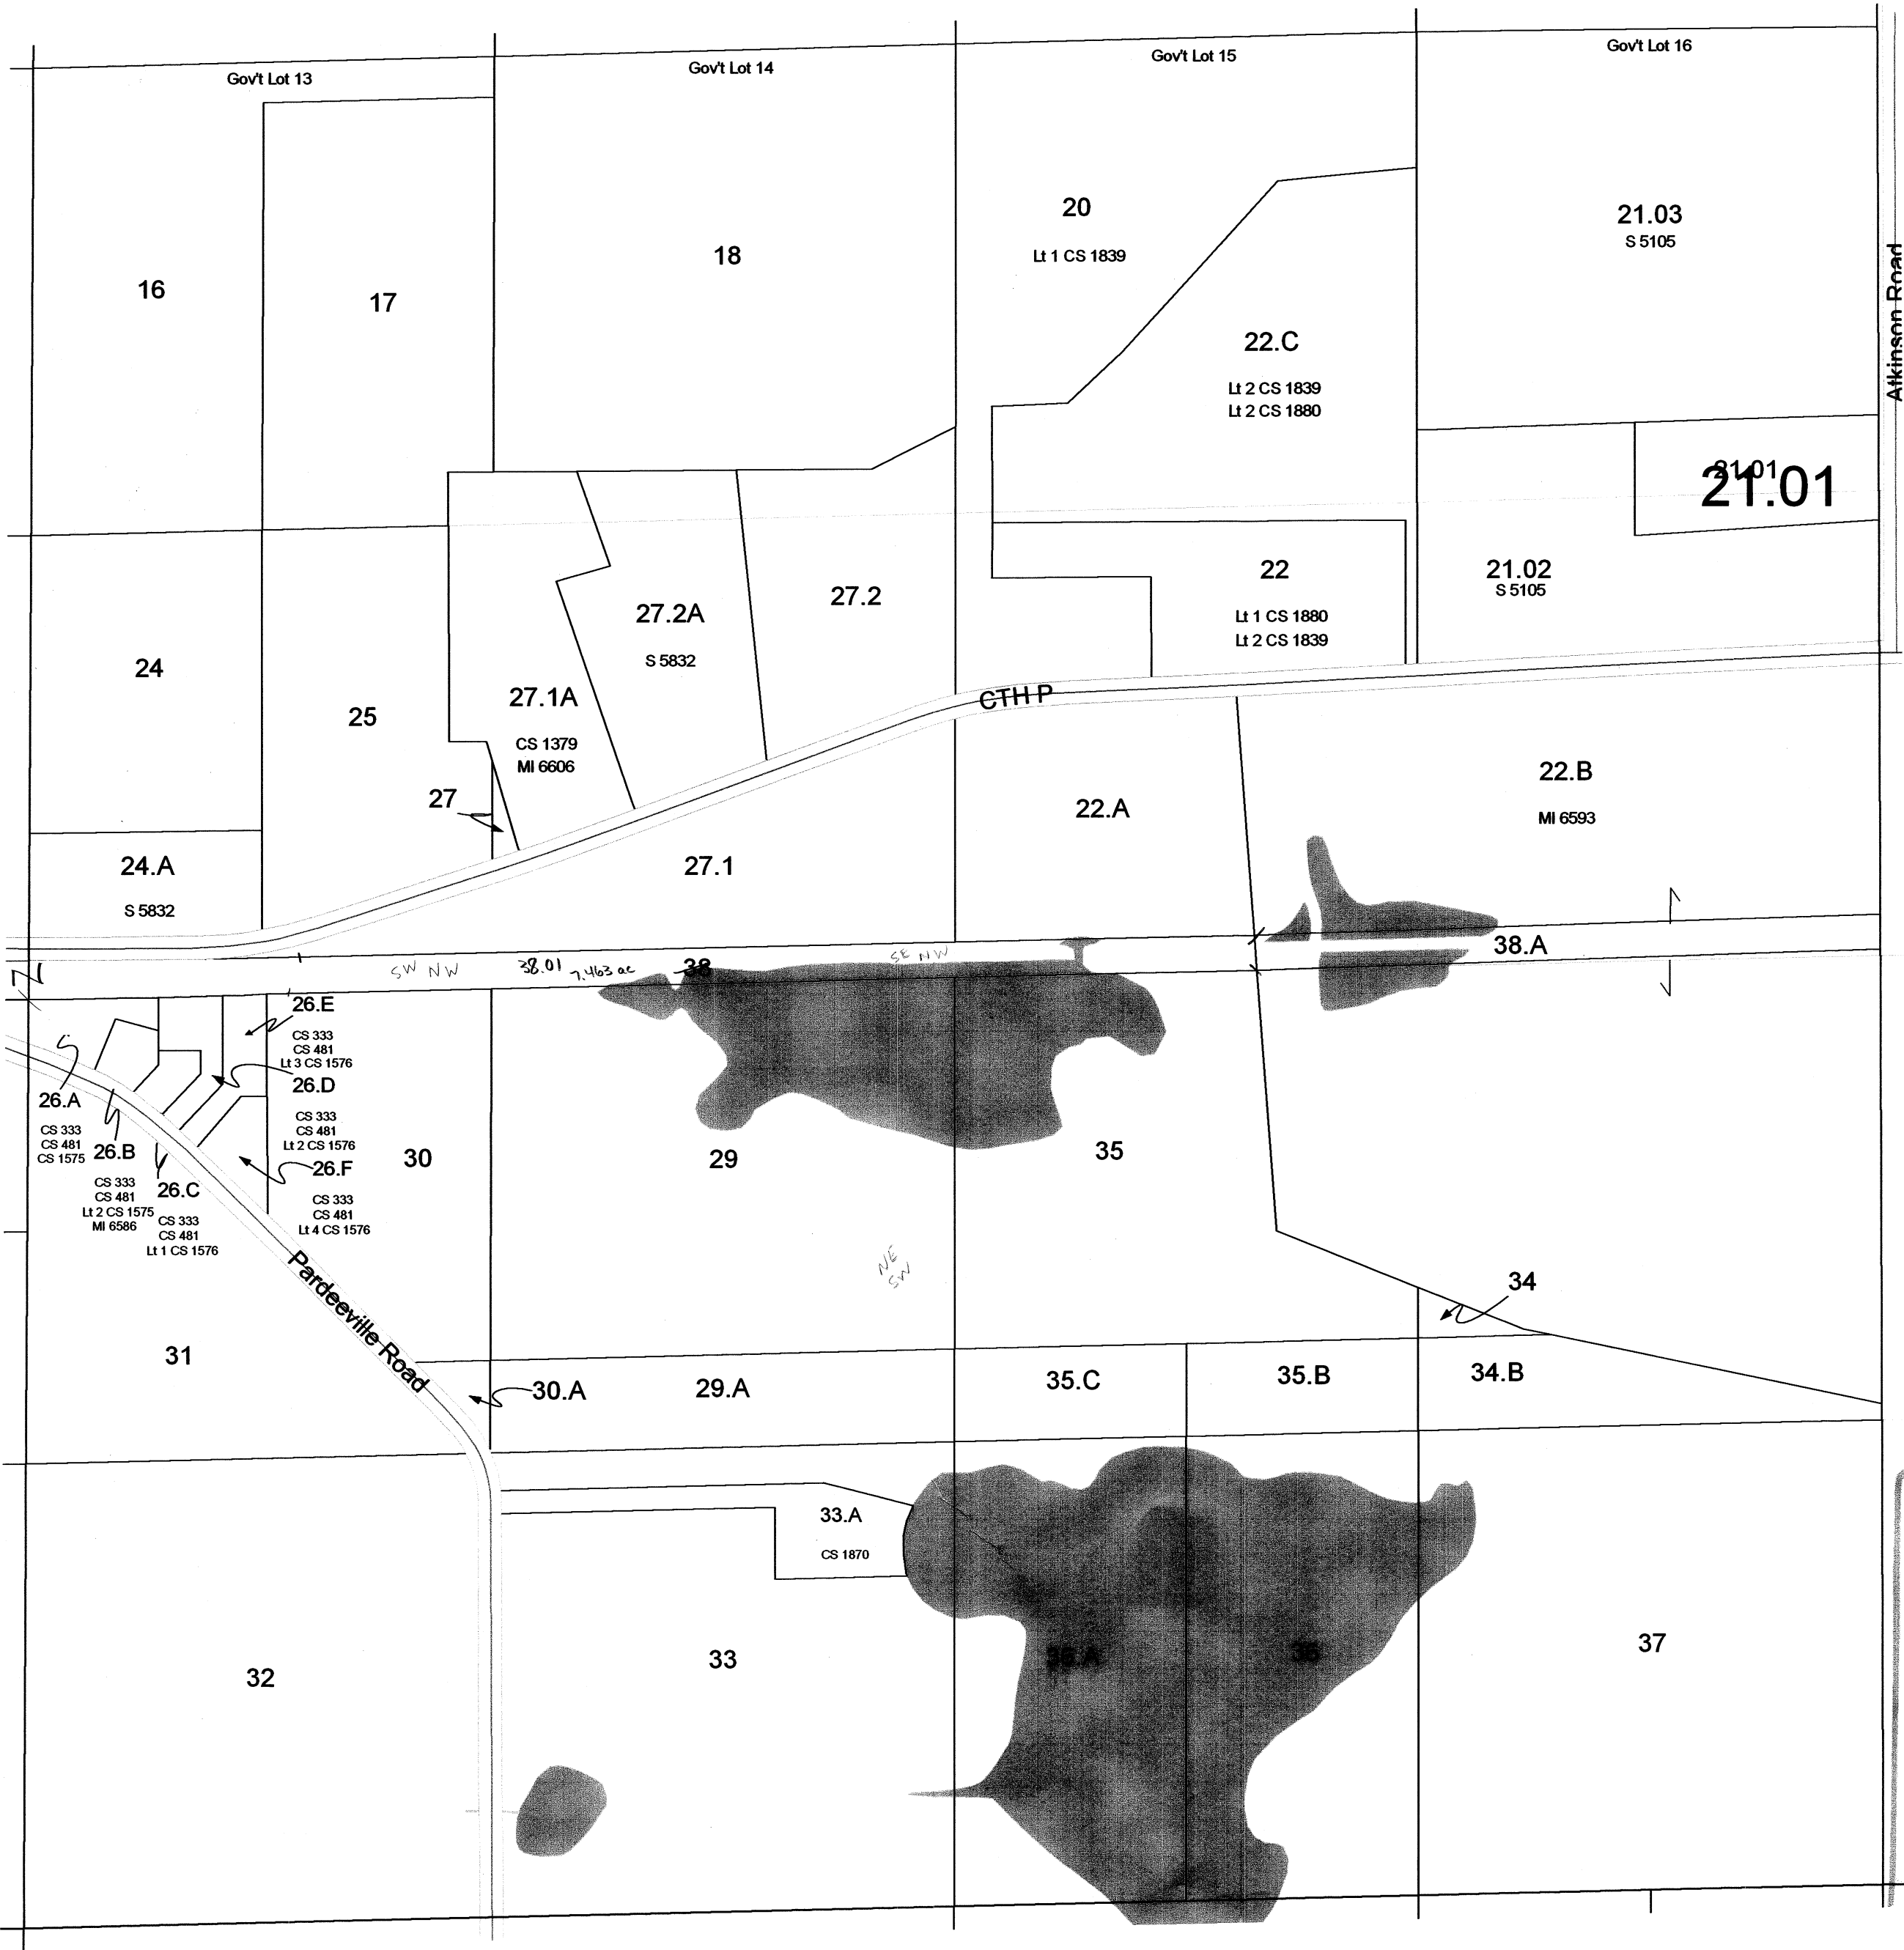 Gov't Lot 13
Gov't Lot 14
Gov't Lot 15
Gov't Lot 16
16
17
18
20
Lt 1 CS 1839
22.C
Lt 2 CS 1839
Lt 2 CS 1880
21.03
S 5105
Atkinson Road
21.01
21.01
21.02
S 5105
22
Lt 1 CS 1880
Lt 2 CS 1839
24
25
27.1A
CS 1379
MI 6606
27.2A
S 5832
27.2
27
CTH P
22.A
22.B
MI 6593
24.A
S 5832
27.1
38.A
SW NW
38.01
7.463 ac
38
SE NW
26.E
CS 333
CS 481
Lt 3 CS 1576
26.D
CS 333
CS 481
Lt 2 CS 1576
26.A
CS 333
CS 481
CS 1575
26.B
CS 333
CS 481
Lt 2 CS 1575
MI 6586
26.C
CS 333
CS 481
Lt 1 CS 1576
26.F
CS 333
CS 481
Lt 4 CS 1576
30
29
35
NE
SW
34
Pardeeville Road
31
30.A
29.A
35.C
35.B
34.B
33.A
CS 1870
32
33
36
37